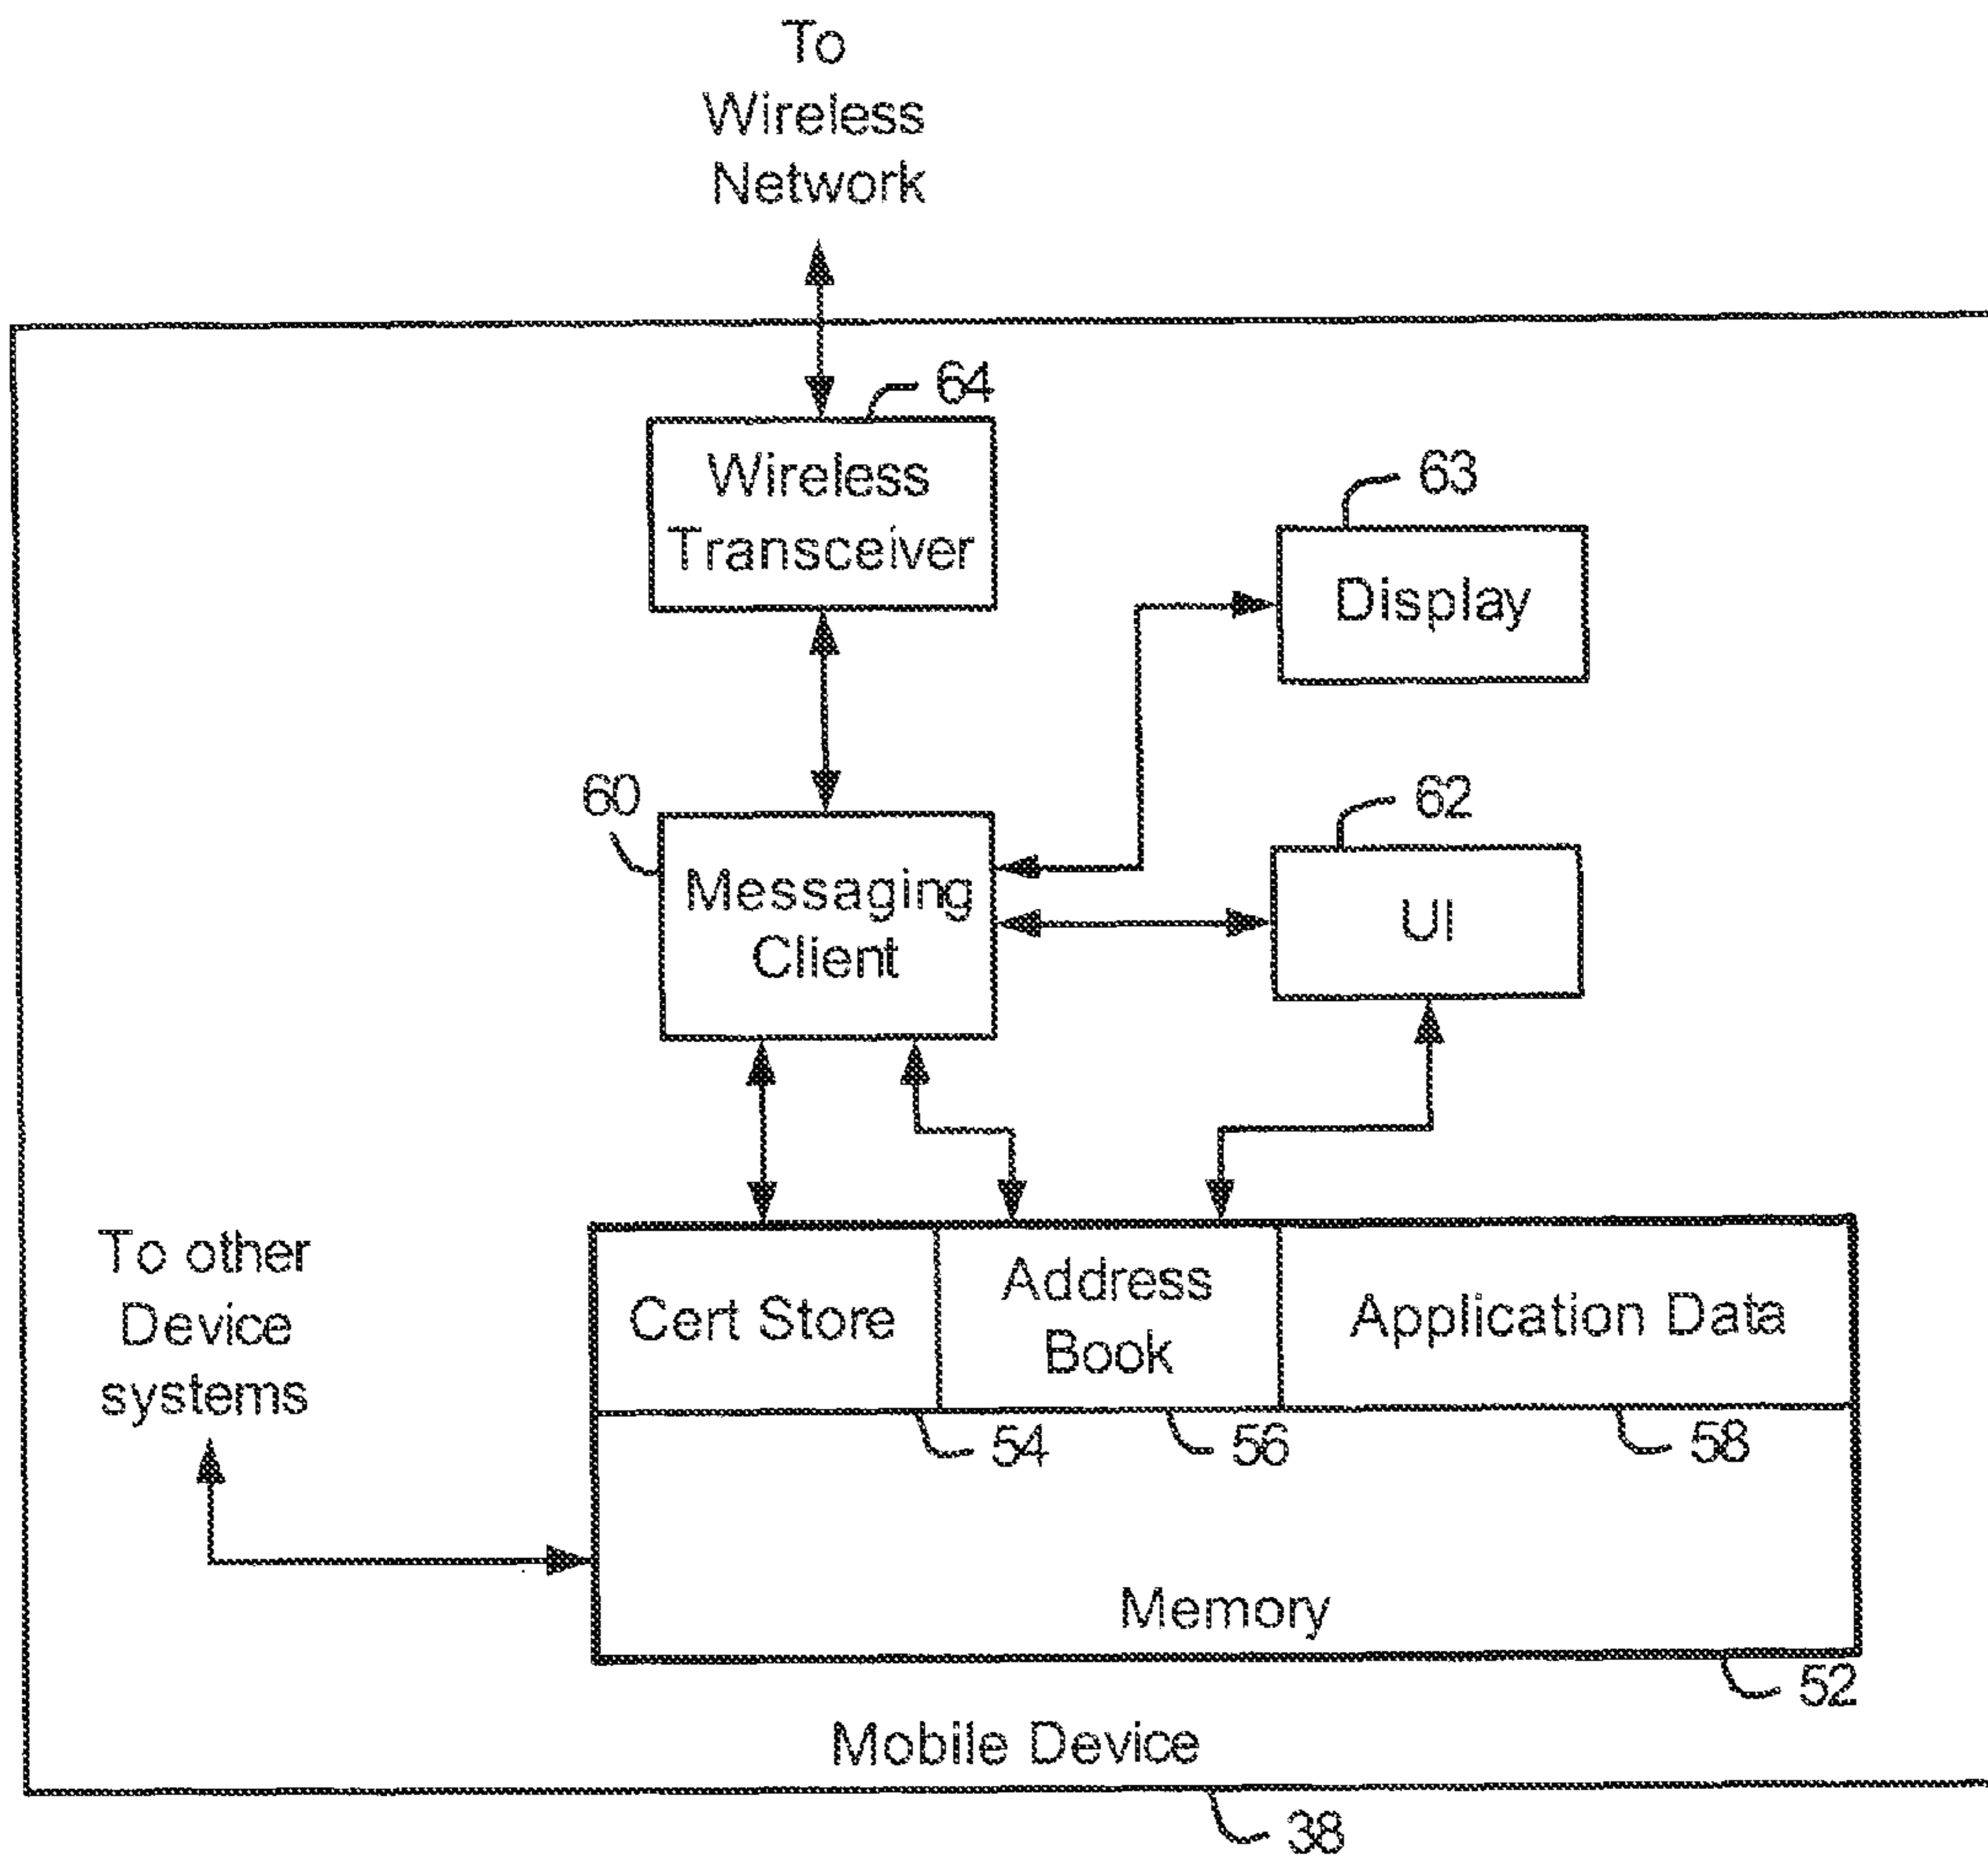 To
Wireless
Network
64
Wireless
Transceiver
63
Display
60
62
Messaging
Client
UI
To other
Device
systems
Cert Store
Address
Book
Application Data
54
56
58
Memory
52
Mobile Device
38